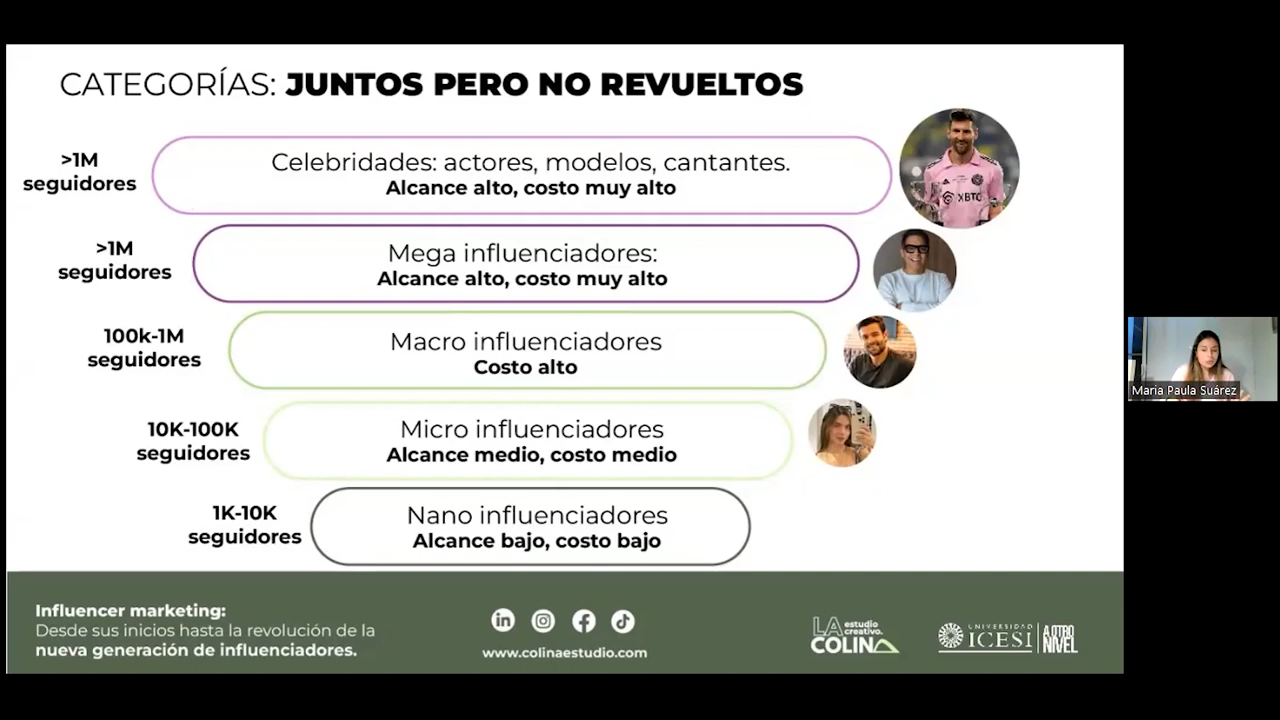 CATEGORÍAS: JUNTOS PERO NO REVUELTOS
>1M
seguidores
Celebridades: actores, modelos, cantantes.
Alcance alto, costo muy alto
XBTO
>1M
seguidores
Mega influenciadores:
Alcance alto, costo muy alto
100k-1M
seguidores
Macro influenciadores
Costo alto
10K-100K
seguidores
Micro influenciadores
Alcance medio, costo medio
1K-10K
seguidores
Nano influenciadores
Alcance bajo, costo bajo
Maria Paula Suárez
Influencer marketing:
Desde sus inicios hasta la revolución de la
nueva generación de influenciadores.
www.colinaestudio.com
LA estudio creativo.
COLINA
UNIVERSIDAD
ICESI
A OTRO
NIVEL